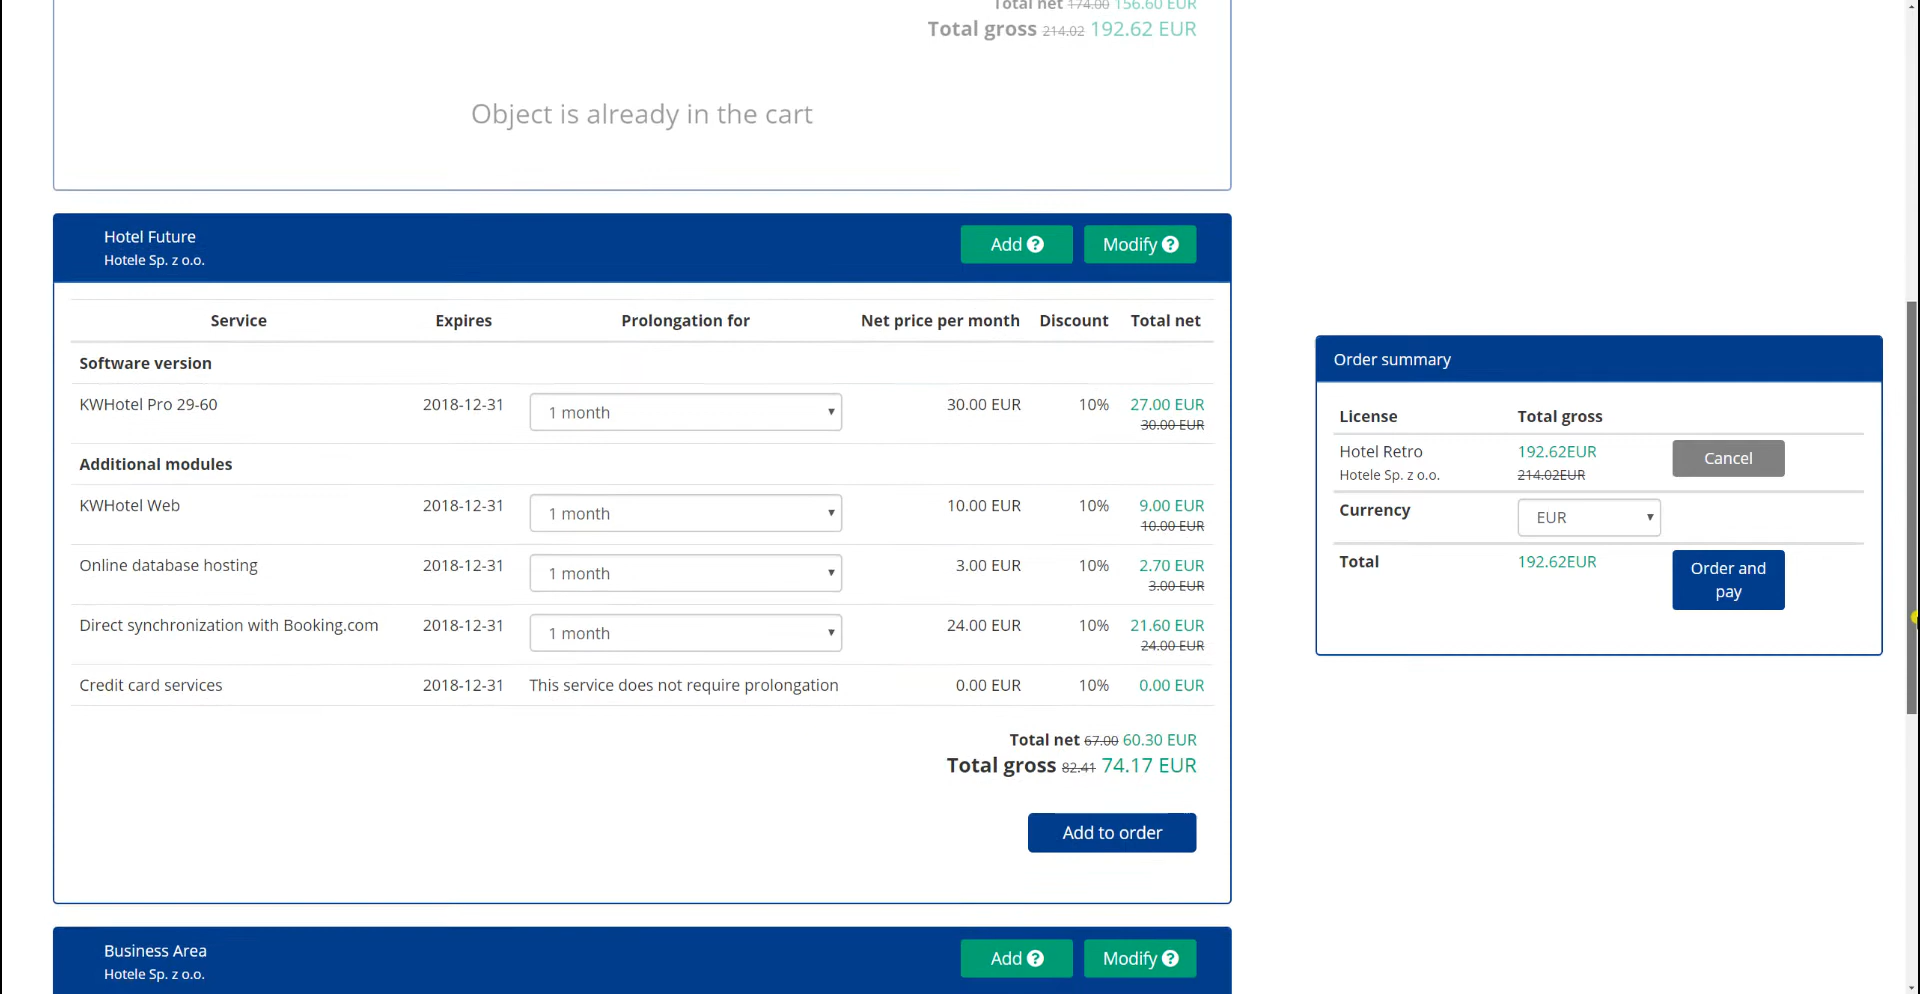 Total net 174.00 156.60 EUR
Total gross 214.02 192.62 EUR
Object is already in the cart
Hotel Future
Hotele Sp. z o.o.
Add ?
Modify ?
Service Expires Prolongation for Net price per month Discount Total net
Software version
KWHotel Pro 29-60 2018-12-31 1 month 30.00 EUR 10% 27.00 EUR
30.00 EUR
Additional modules
KWHotel Web 2018-12-31 1 month 10.00 EUR 10% 9.00 EUR
10.00 EUR
Online database hosting 2018-12-31 1 month 3.00 EUR 10% 2.70 EUR
3.00 EUR
Direct synchronization with Booking.com 2018-12-31 1 month 24.00 EUR 10% 21.60 EUR
24.00 EUR
Credit card services 2018-12-31 This service does not require prolongation 0.00 EUR 10% 0.00 EUR
Total net 67.00 60.30 EUR
Total gross 82.41 74.17 EUR
Add to order
Business Area
Hotele Sp. z o.o.
Add ?
Modify ?
Order summary
License Total gross
Hotel Retro 192.62EUR
Hotele Sp. z o.o. 214.02EUR
Cancel
Currency EUR
Total 192.62EUR
Order and
pay